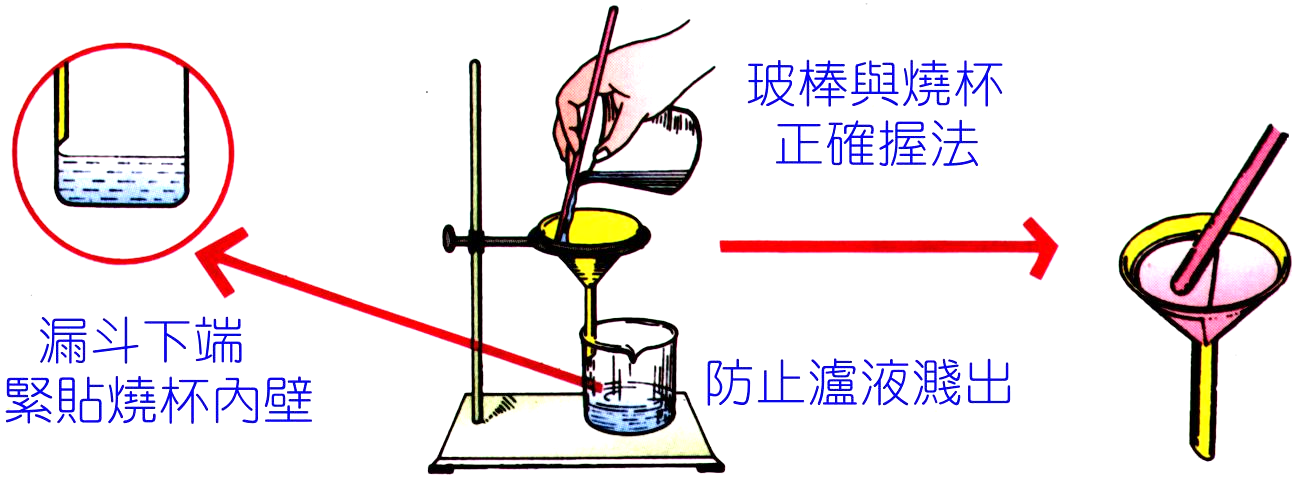 玻棒與燒杯
正確握法
漏斗下端
緊貼燒杯內壁
防止濾液濺出